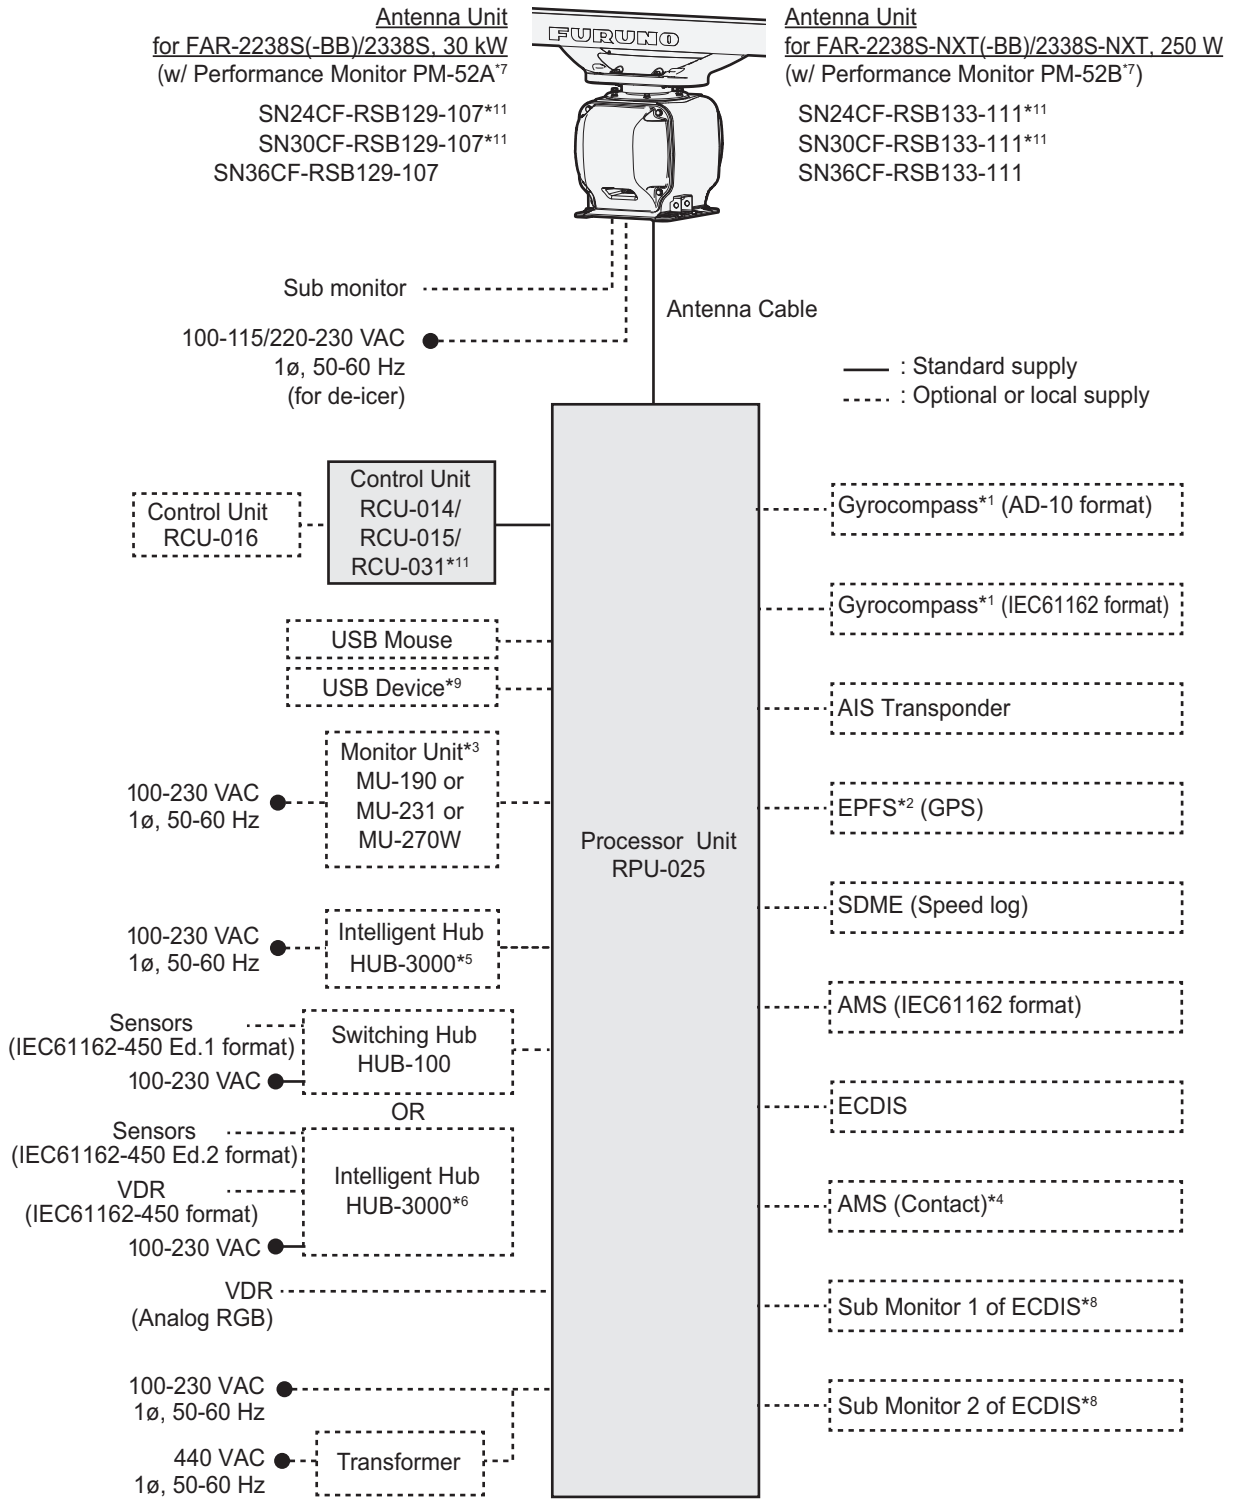 Antenna Unit
for FAR-2238S(-BB)/2338S, 30 kW
(w/ Performance Monitor PM-52A*7
SN24CF-RSB129-107*11
SN30CF-RSB129-107*11
SN36CF-RSB129-107
FURUNO
Antenna Unit
for FAR-2238S-NXT(-BB)/2338S-NXT, 250 W
(w/ Performance Monitor PM-52B*7)
SN24CF-RSB133-111*11
SN30CF-RSB133-111*11
SN36CF-RSB133-111
Sub monitor
100-115/220-230 VAC
1ø, 50-60 Hz
(for de-icer)
Antenna Cable
: Standard supply
: Optional or local supply
Control Unit
RCU-016
Control Unit
RCU-014/
RCU-015/
RCU-031*11
USB Mouse
USB Device*9
Monitor Unit*3
MU-190 or
MU-231 or
MU-270W
100-230 VAC
1ø, 50-60 Hz
Intelligent Hub
HUB-3000*5
100-230 VAC
1ø, 50-60 Hz
Sensors
(IEC61162-450 Ed.1 format)
100-230 VAC
Switching Hub
HUB-100
OR
Sensors
(IEC61162-450 Ed.2 format)
VDR
(IEC61162-450 format)
100-230 VAC
Intelligent Hub
HUB-3000*6
VDR
(Analog RGB)
100-230 VAC
1ø, 50-60 Hz
440 VAC
1ø, 50-60 Hz
Transformer
Processor Unit
RPU-025
Gyrocompass*1 (AD-10 format)
Gyrocompass*1 (IEC61162 format)
AIS Transponder
EPFS*2 (GPS)
SDME (Speed log)
AMS (IEC61162 format)
ECDIS
AMS (Contact)*4
Sub Monitor 1 of ECDIS*8
Sub Monitor 2 of ECDIS*8